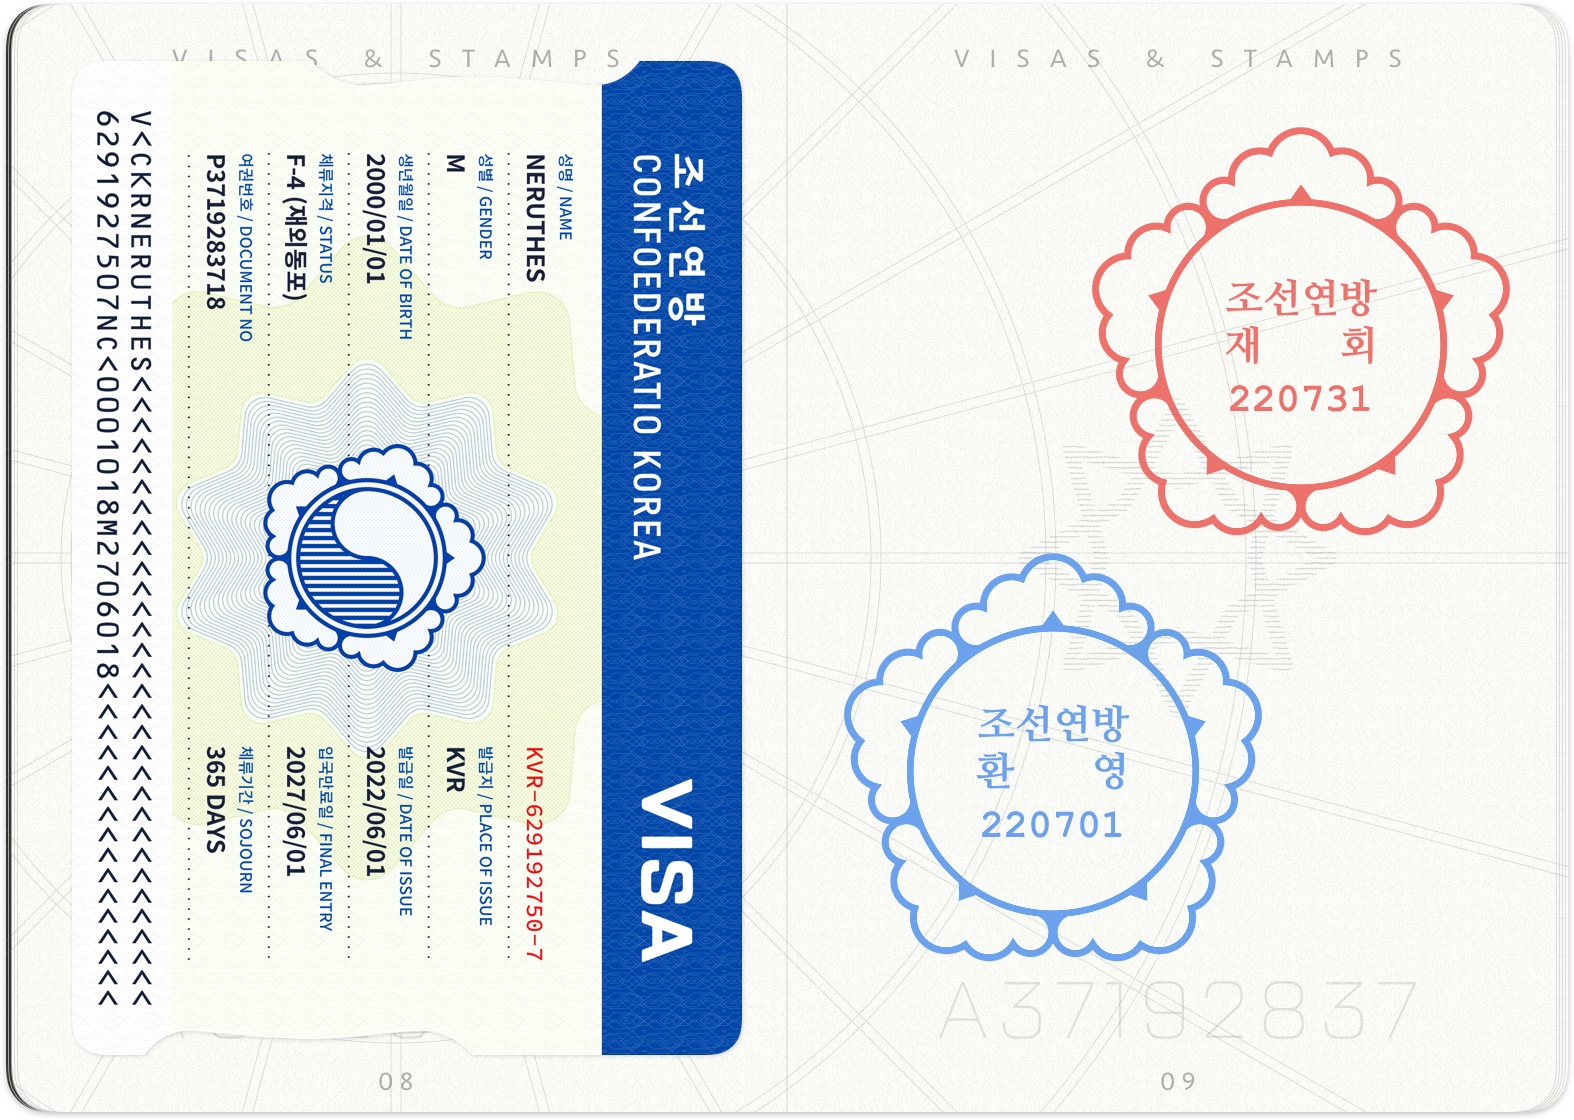 VISAS & STAMPS
조선연방
CONFOEDERATIO KOREA
VISA
성명 / NAME
NERUTHES
KVR-629192750-7
성별 / GENDER
M
발급지 / PLACE OF ISSUE
KVR
생년월일 / DATE OF BIRTH
2000/01/01
발급일 / DATE OF ISSUE
2022/06/01
체류지격 / STATUS
F-4 (재외동포)
입국만료일 / FINAL ENTRY
2027/06/01
여권번호 / DOCUMENT NO
P3719283718
체류기간 / SOJOURN
365 DAYS
V<CKRNERUTHES<<<<<<<<<<<<<<<<<<<<<<<<<<<<<<<
6291927507NC<0001018M2706018<<<<<<<<<<<<<<<<
08
VISAS & STAMPS
조선연방
재 회
220731
조선연방
환 영
220701
A37192837
09